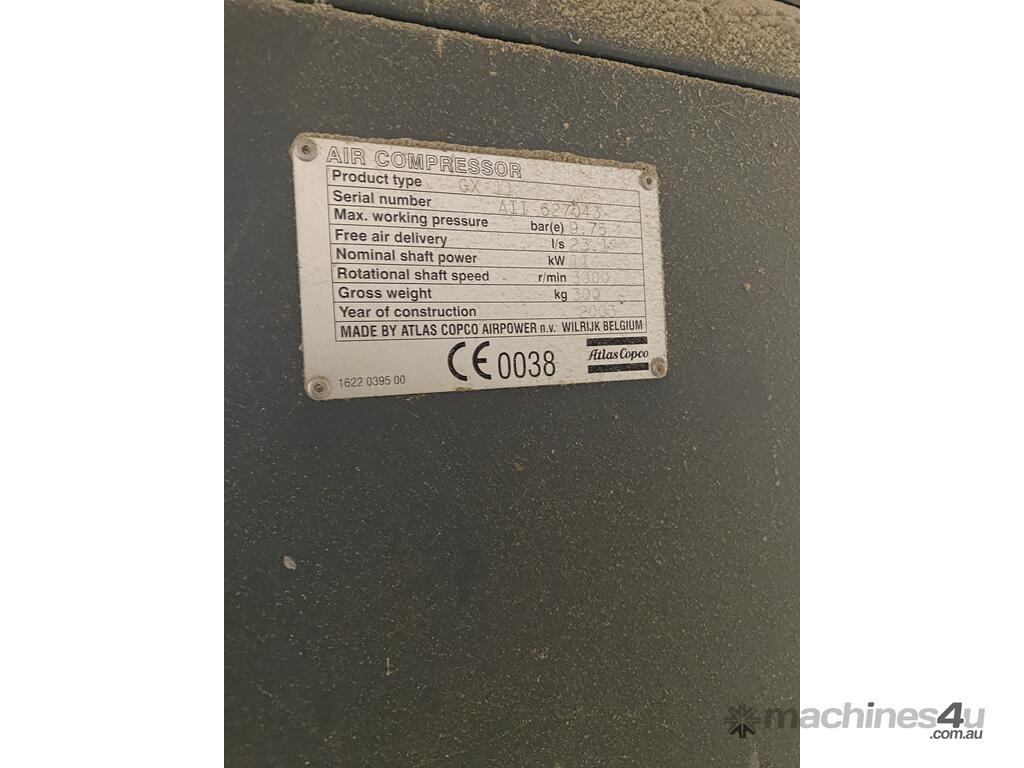 AIR COMPRESSOR
Product type GX 11
Serial number AII 627043
Max. working pressure bar(e) 9.75
Free air delivery l/s 23.1
Nominal shaft power kW 11
Rotational shaft speed r/min 3000
Gross weight kg 300
Year of construction 2003
MADE BY ATLAS COPCO AIRPOWER n.v. WILRIJK BELGIUM
1622 0395 00 CE 0038 Atlas Copco
machines4u
.com.au